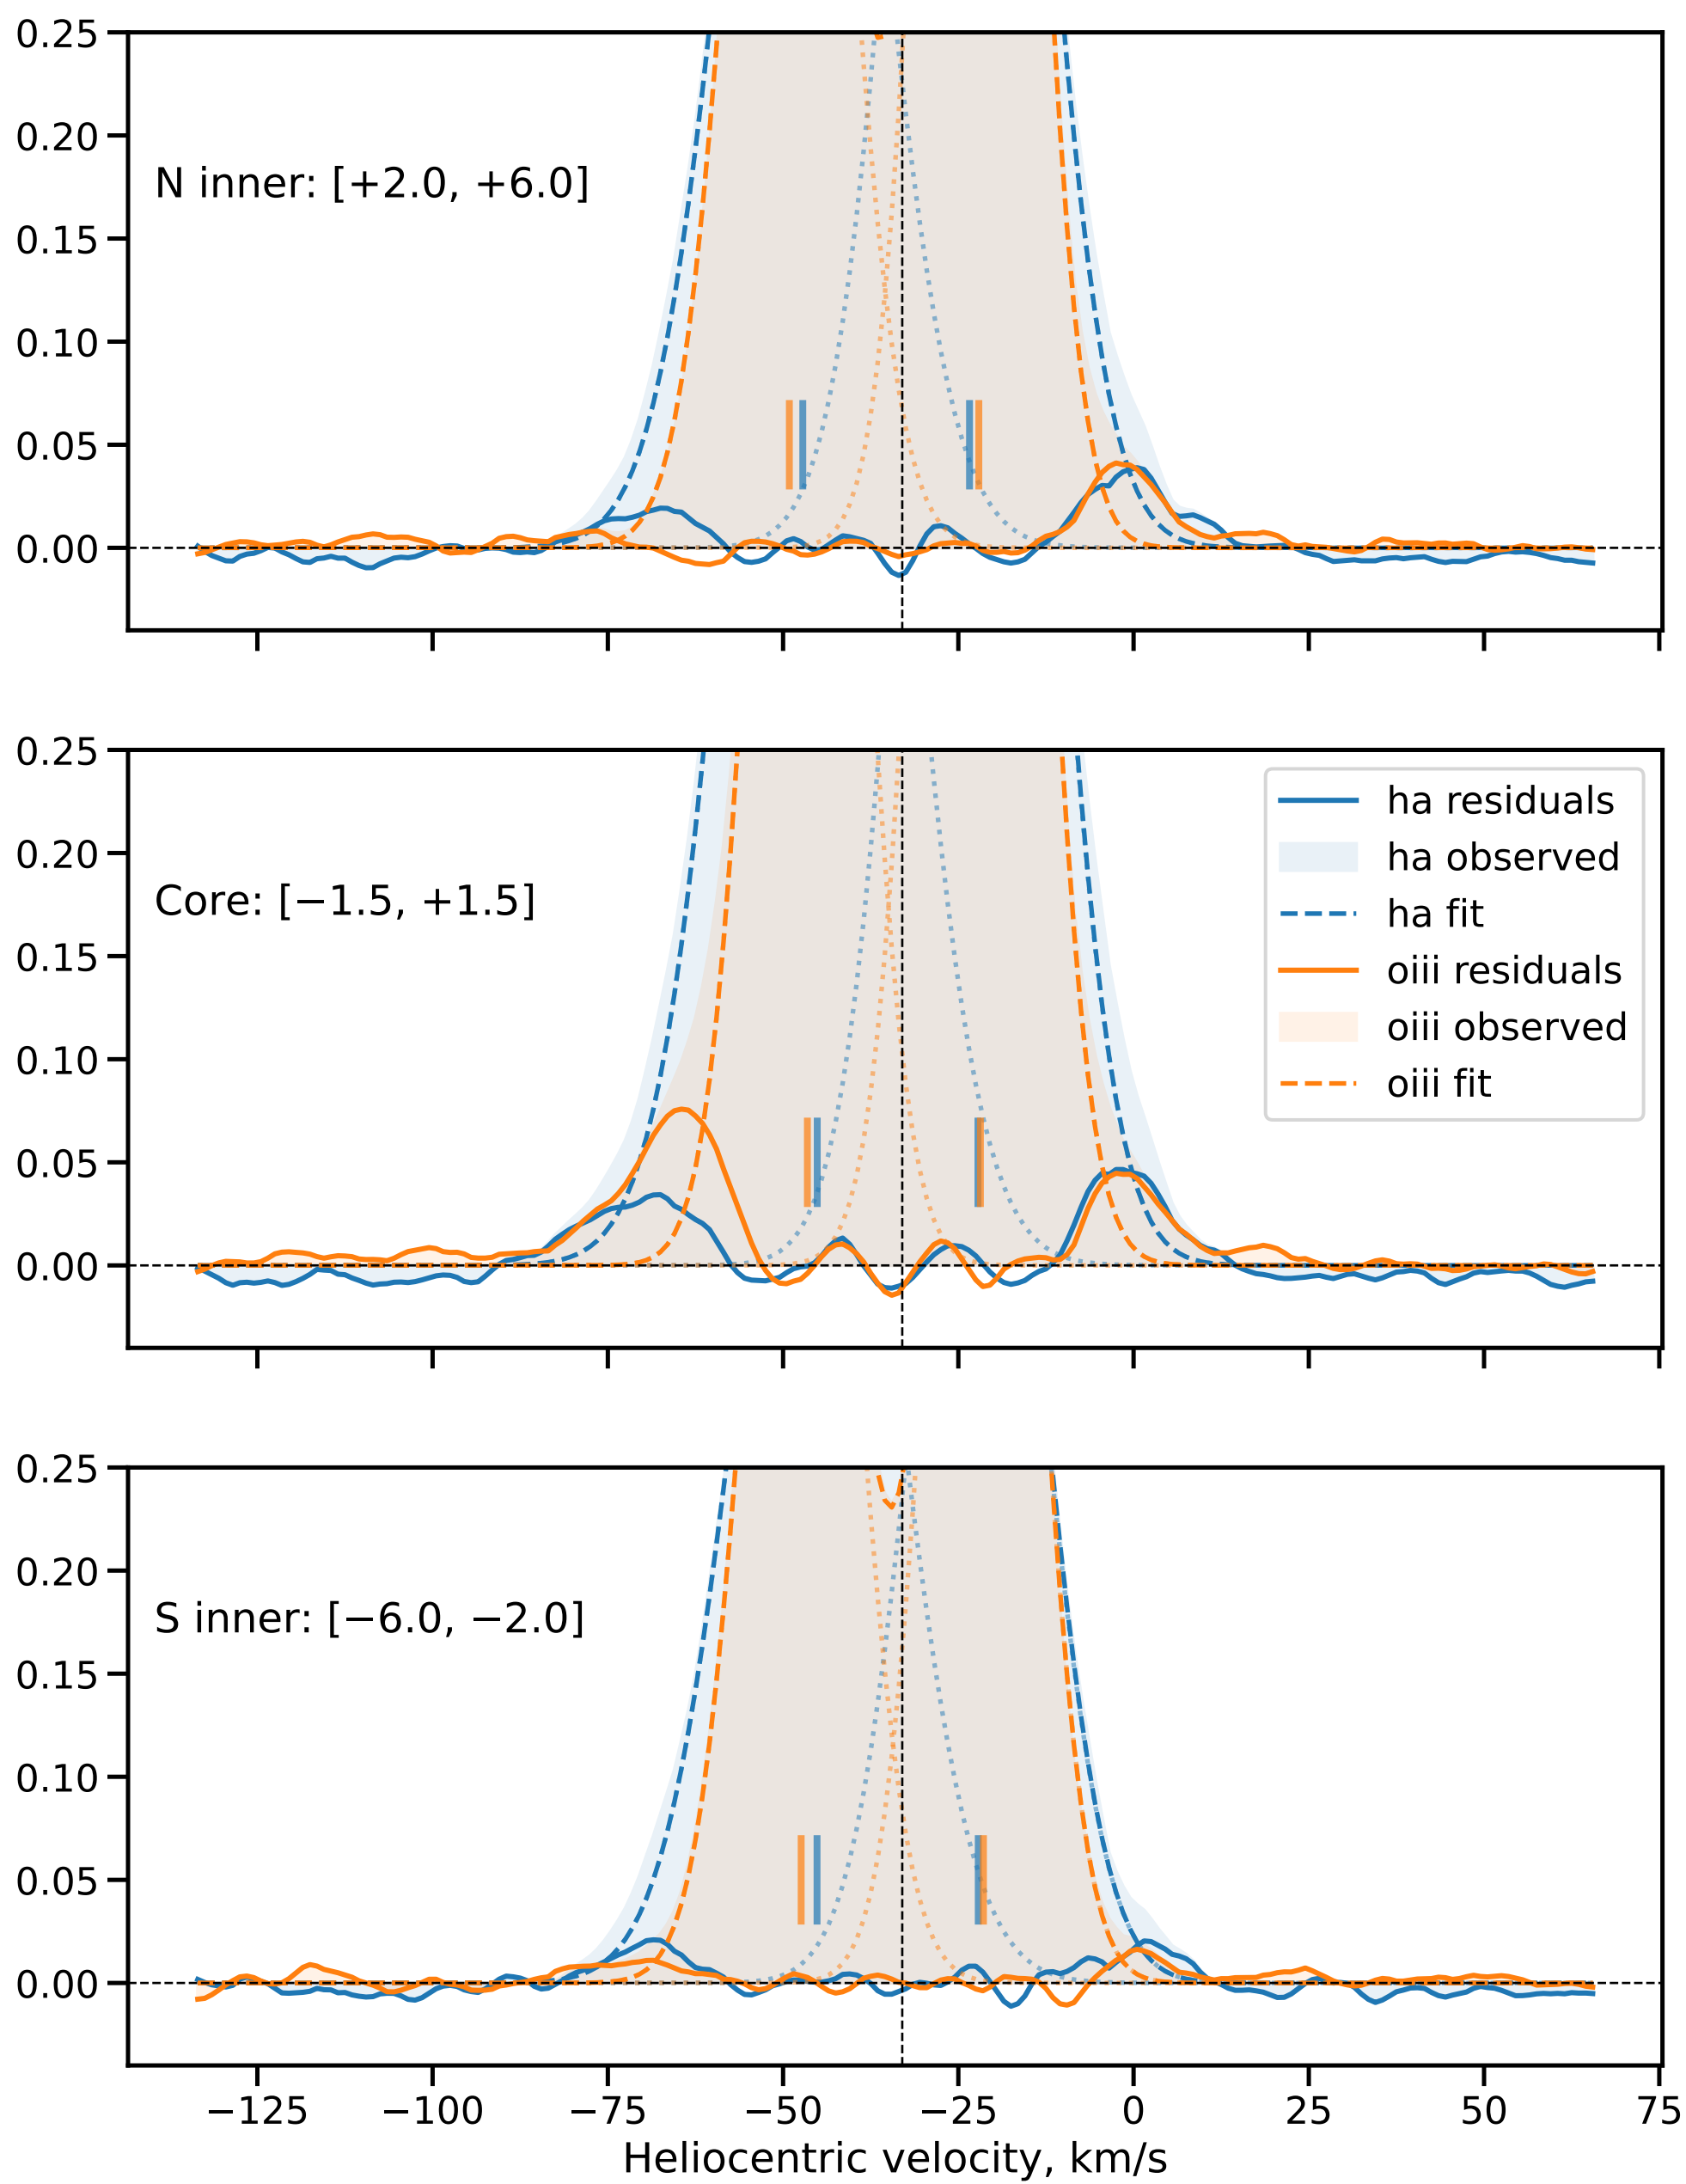 0.25
0.20
N inner: [+2.0, +6.0]
0.15
0.10
0.05
0.00
0.25
ha residuals
0.20
ha observed
Core: [−1.5, +1.5]
ha fit
0.15
oiii residuals
oiii observed
0.10
oiii fit
0.05
0.00
0.25
0.20
S inner: [−6.0, −2.0]
0.15
0.10
0.05
0.00
−125 −100 −75 −50 −25 0 25 50 75
Heliocentric velocity, km/s